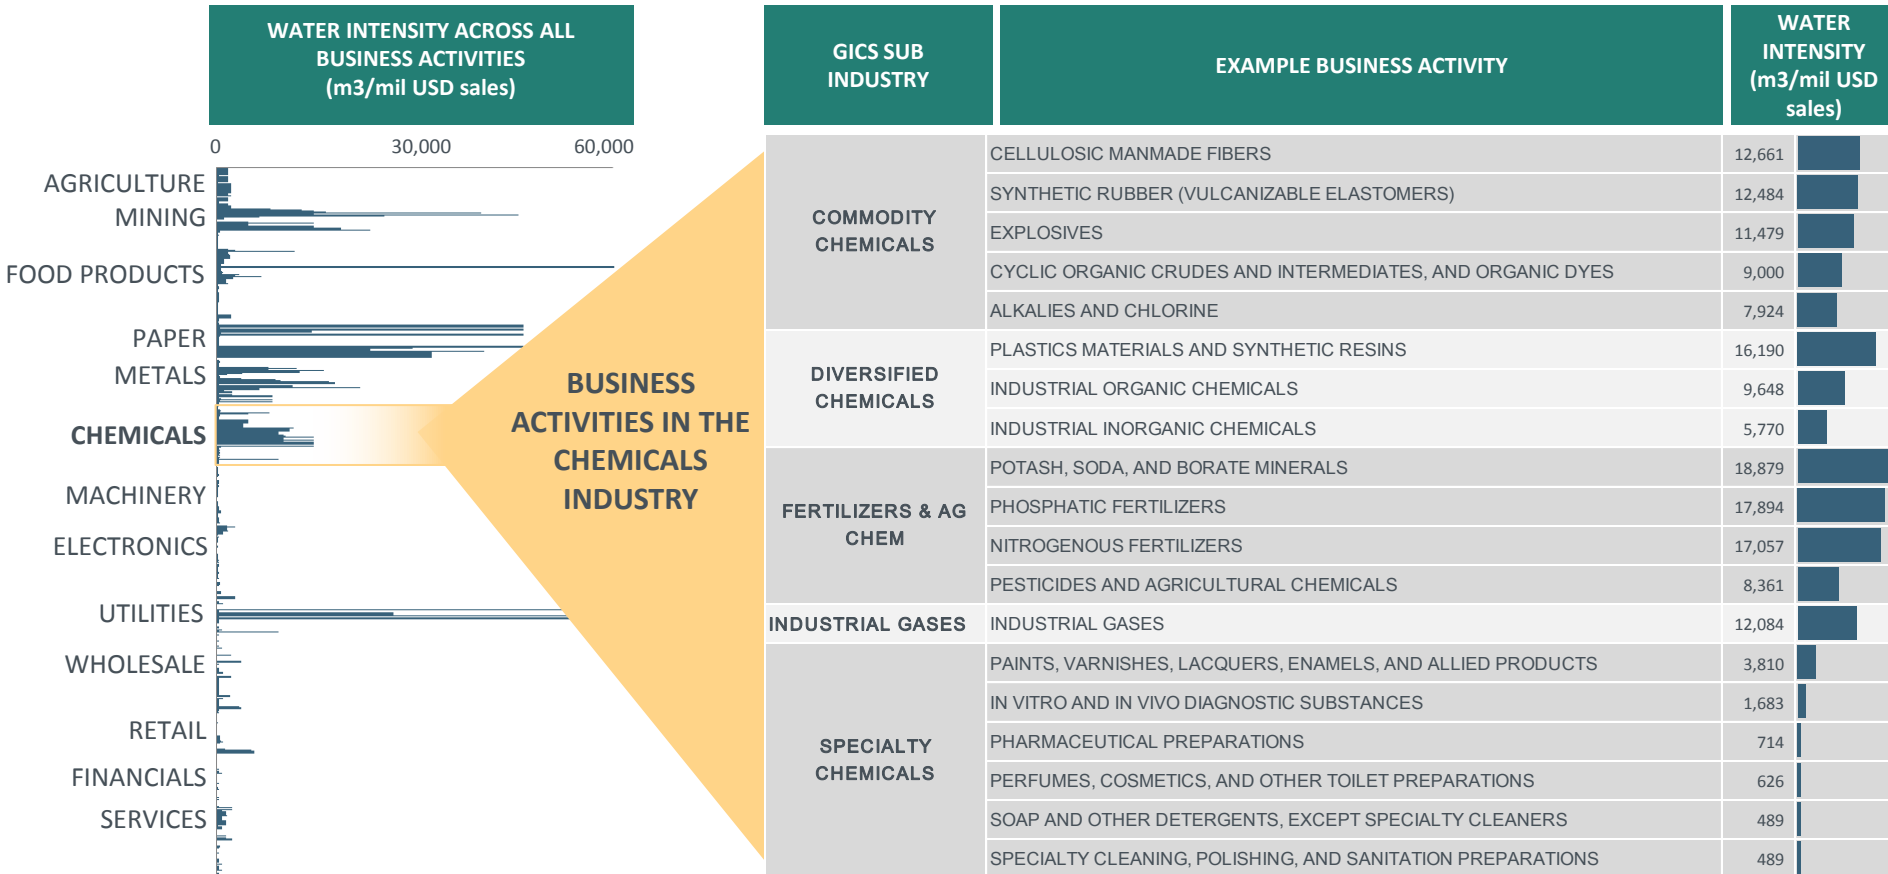 WATER INTENSITY ACROSS ALL
BUSINESS ACTIVITIES
(m3/mil USD sales)
0 30,000 60,000
AGRICULTURE
MINING
FOOD PRODUCTS
PAPER
METALS
CHEMICALS
MACHINERY
ELECTRONICS
UTILITIES
WHOLESALE
RETAIL
FINANCIALS
SERVICES
BUSINESS
ACTIVITIES IN THE
CHEMICALS
INDUSTRY
GICS SUB
INDUSTRY
EXAMPLE BUSINESS ACTIVITY
WATER
INTENSITY
(m3/mil USD
sales)
COMMODITY
CHEMICALS
CELLULOSIC MANMADE FIBERS 12,661
SYNTHETIC RUBBER (VULCANIZABLE ELASTOMERS) 12,484
EXPLOSIVES 11,479
CYCLIC ORGANIC CRUDES AND INTERMEDIATES, AND ORGANIC DYES 9,000
ALKALIES AND CHLORINE 7,924
DIVERSIFIED
CHEMICALS
PLASTICS MATERIALS AND SYNTHETIC RESINS 16,190
INDUSTRIAL ORGANIC CHEMICALS 9,648
INDUSTRIAL INORGANIC CHEMICALS 5,770
FERTILIZERS & AG
CHEM
POTASH, SODA, AND BORATE MINERALS 18,879
PHOSPHATIC FERTILIZERS 17,894
NITROGENOUS FERTILIZERS 17,057
PESTICIDES AND AGRICULTURAL CHEMICALS 8,361
INDUSTRIAL GASES
INDUSTRIAL GASES 12,084
SPECIALTY
CHEMICALS
PAINTS, VARNISHES, LACQUERS, ENAMELS, AND ALLIED PRODUCTS 3,810
IN VITRO AND IN VIVO DIAGNOSTIC SUBSTANCES 1,683
PHARMACEUTICAL PREPARATIONS 714
PERFUMES, COSMETICS, AND OTHER TOILET PREPARATIONS 626
SOAP AND OTHER DETERGENTS, EXCEPT SPECIALTY CLEANERS 489
SPECIALTY CLEANING, POLISHING, AND SANITATION PREPARATIONS 489